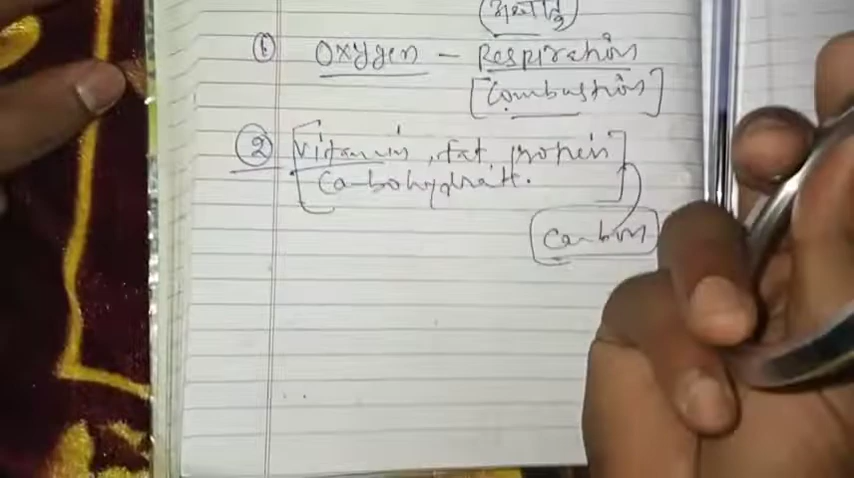 ① Oxygen - Respiration
[Combustion]
② [Vitamin, fat, protein]
Carbohydrate.
Carbon